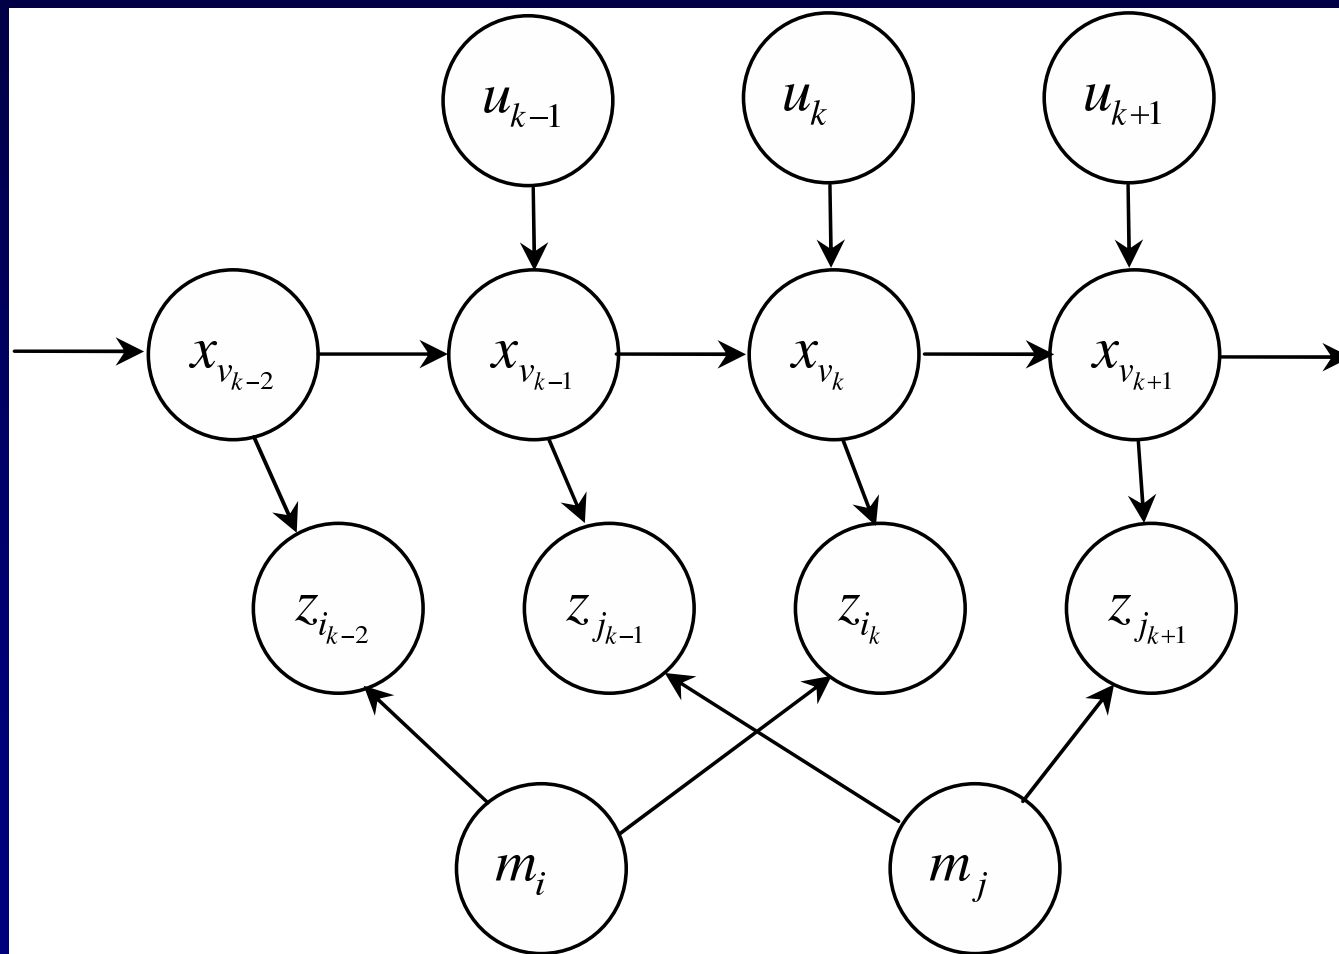 u_{k-1} u_k u_{k+1}
x_{v_{k-2}} x_{v_{k-1}} x_{v_k} x_{v_{k+1}}
z_{i_{k-2}} z_{j_{k-1}} z_{i_k} z_{j_{k+1}}
m_i m_j